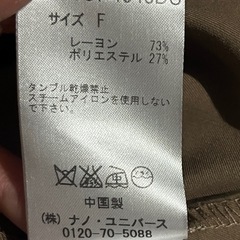 サイズ F
レーヨン 73%
ポリエステル 27%
タンブル乾燥禁止
スチームアイロンを使用しな
いで下さい。
中国製
(株) ナノ・ユニバース
0120-70-5088